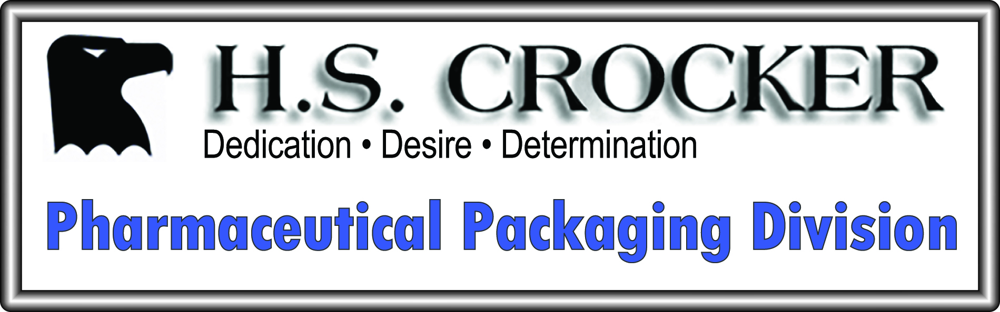 H.S. CROCKER
Dedication • Desire • Determination
Pharmaceutical Packaging Division